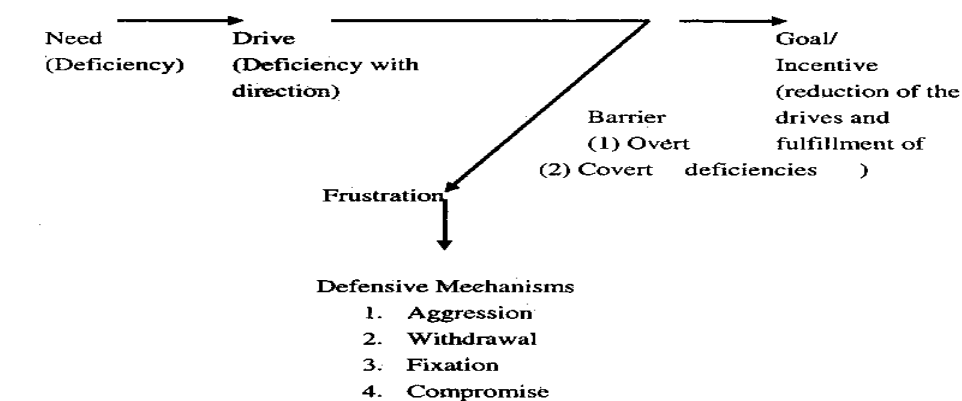 Need
(Deficiency)
Drive
(Deficiency with
direction)
Goal/
Incentive
(reduction of the
drives and
fulfillment of
deficiencies )
Barrier
(1) Overt
(2) Covert
Frustration
Defensive Mechanisms
1. Aggression
2. Withdrawal
3. Fixation
4. Compromise